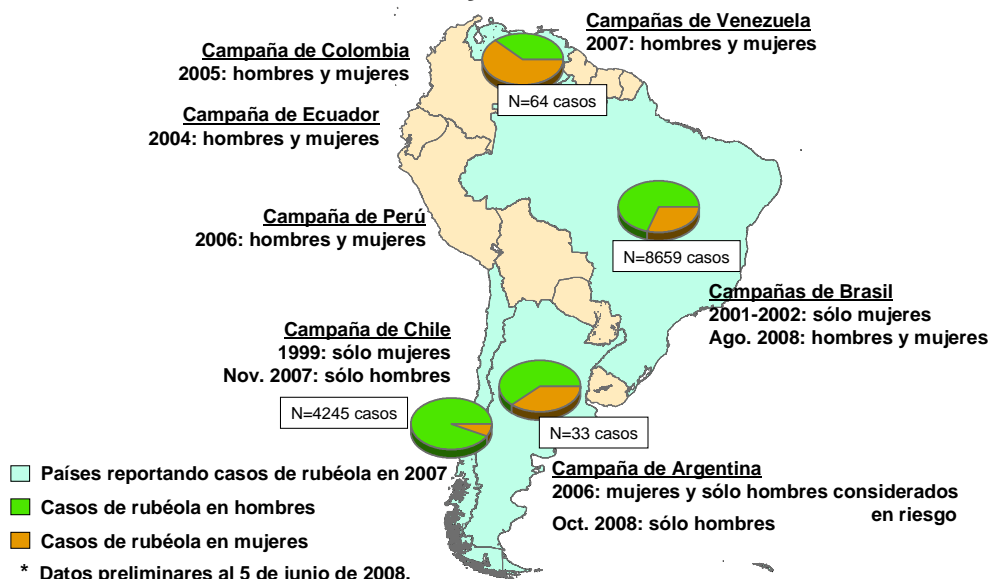 Campañas de Venezuela
2007: hombres y mujeres
Campaña de Colombia
2005: hombres y mujeres
N=64 casos
Campaña de Ecuador
2004: hombres y mujeres
Campaña de Perú
2006: hombres y mujeres
N=8659 casos
Campañas de Brasil
2001-2002: sólo mujeres
Ago. 2008: hombres y mujeres
Campaña de Chile
1999: sólo mujeres
Nov. 2007: sólo hombres
N=4245 casos
N=33 casos
Campaña de Argentina
2006: mujeres y sólo hombres considerados
en riesgo
Oct. 2008: sólo hombres
Países reportando casos de rubéola en 2007
Casos de rubéola en hombres
Casos de rubéola en mujeres
* Datos preliminares al 5 de junio de 2008.